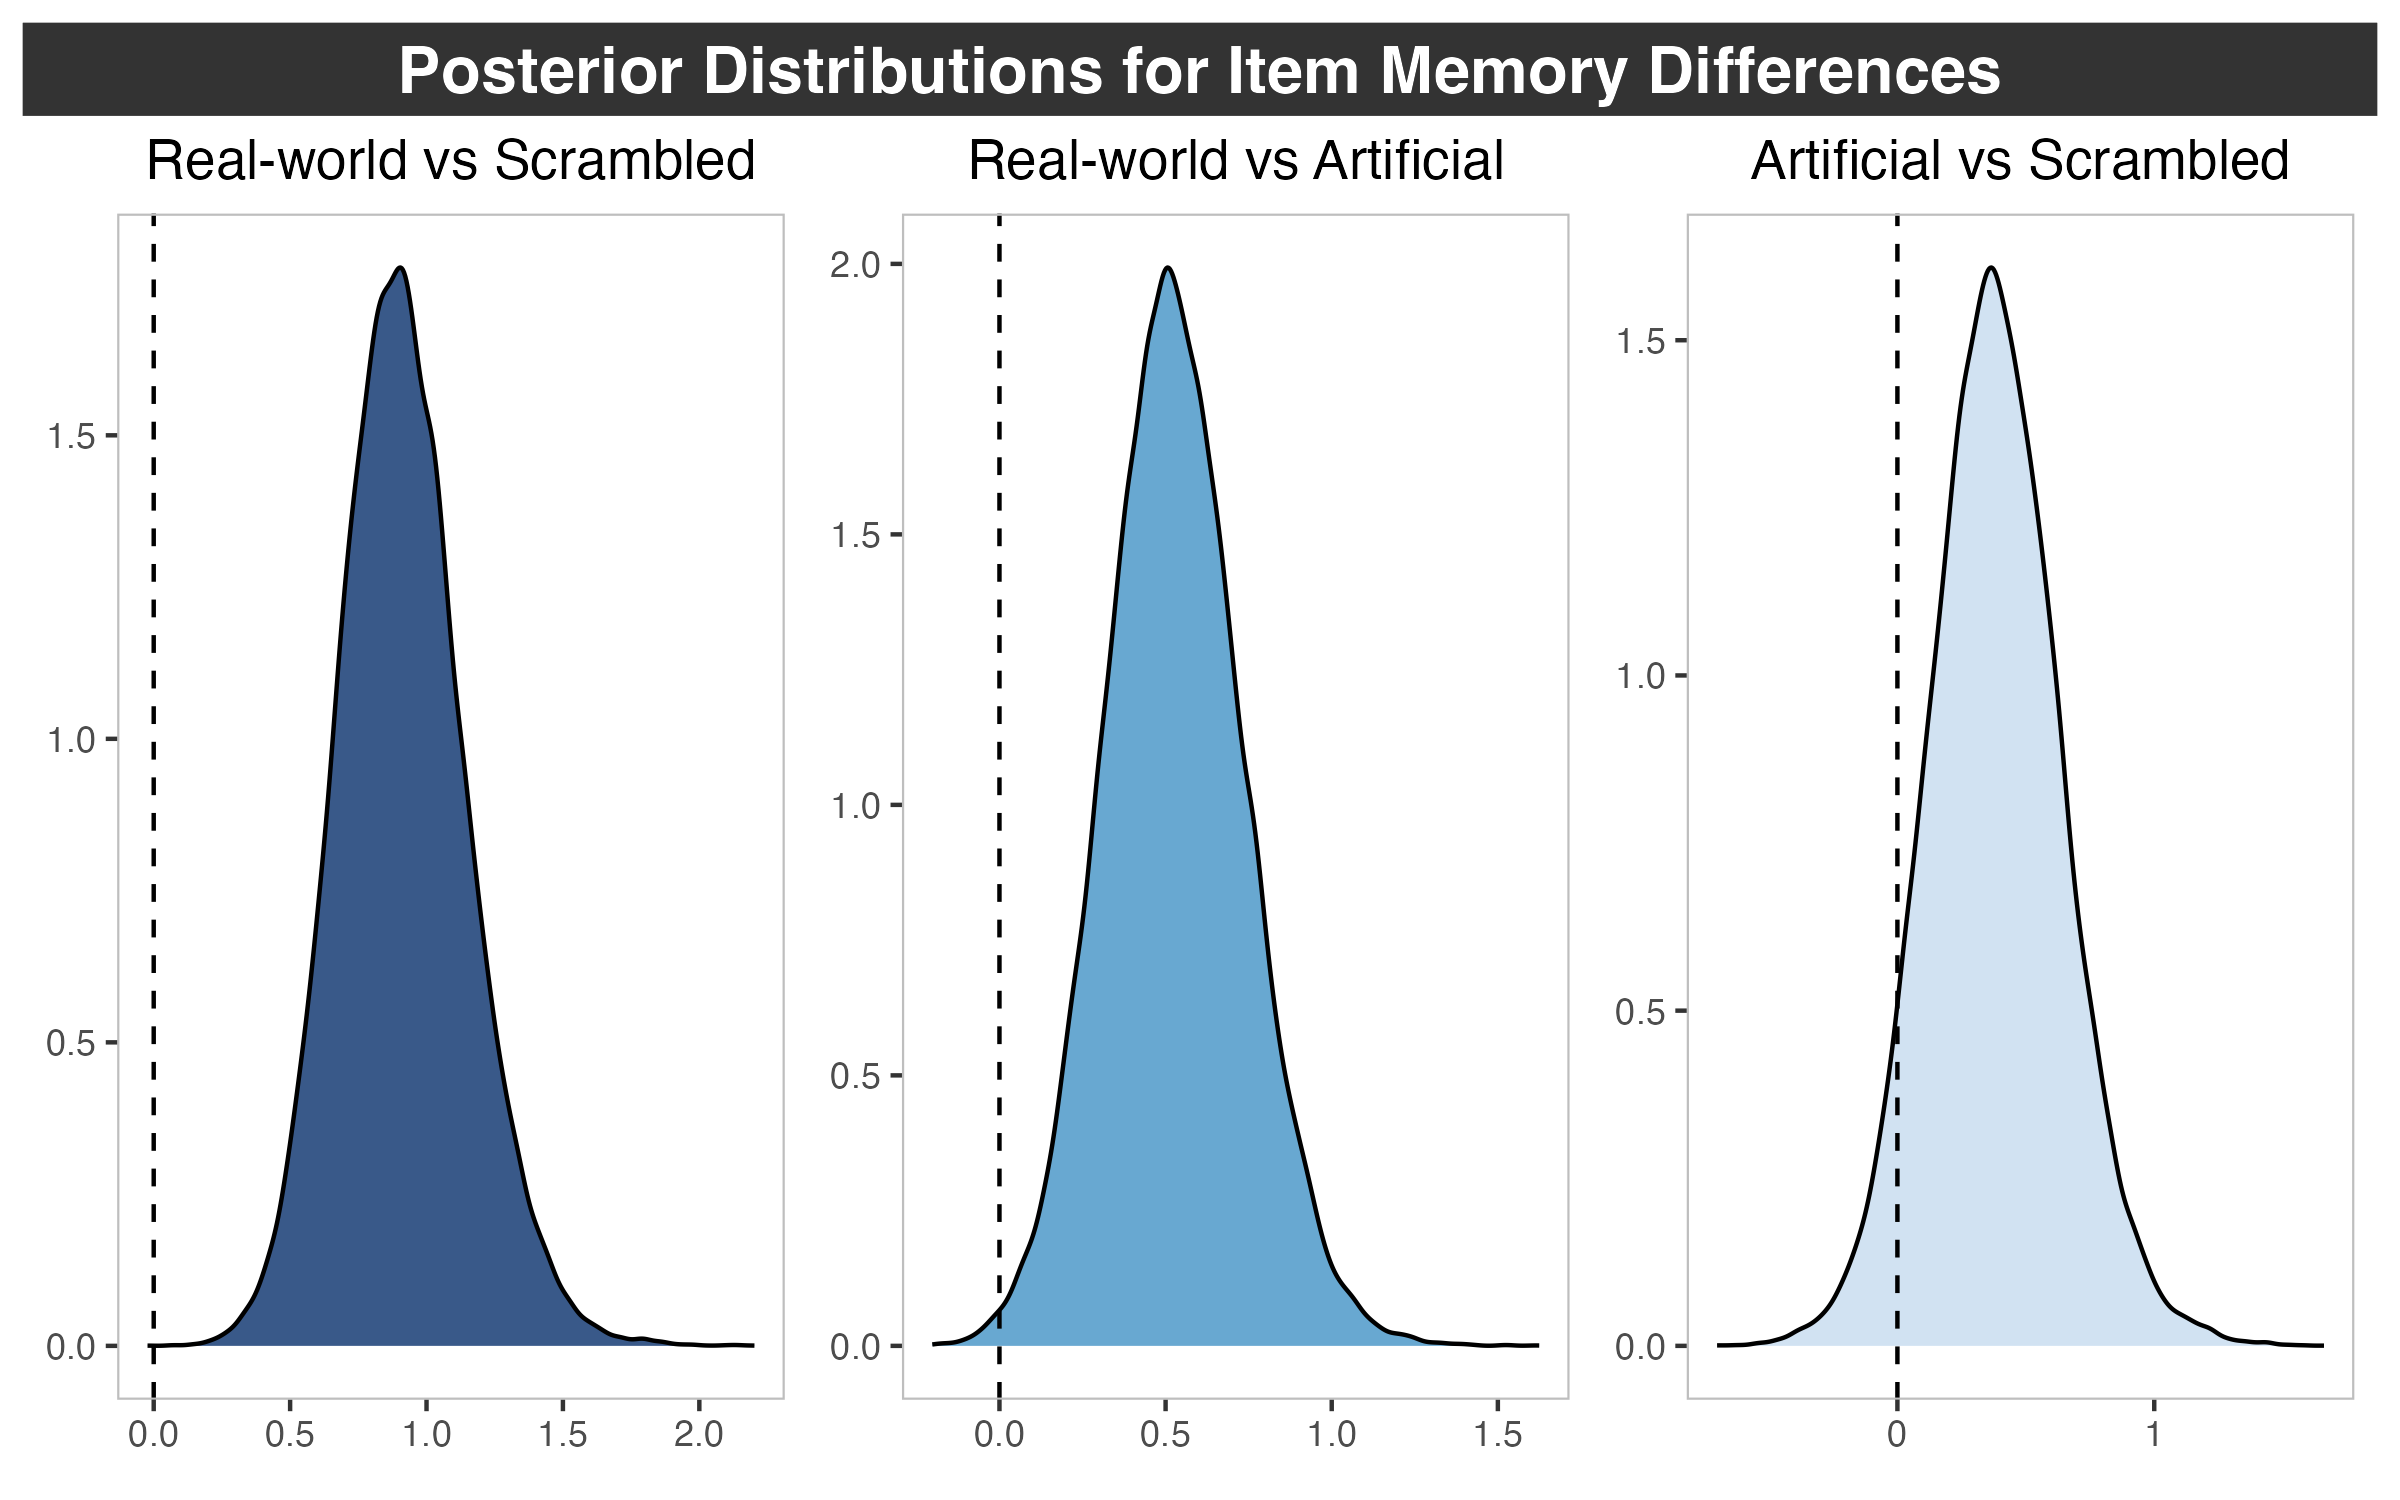 Posterior Distributions for Item Memory Differences
Real-world vs Scrambled
1.5
1.0
0.5
0.0
0.0 0.5 1.0 1.5 2.0
Real-world vs Artificial
2.0
1.5
1.0
0.5
0.0
0.0 0.5 1.0 1.5
Artificial vs Scrambled
1.5
1.0
0.5
0.0
0 1